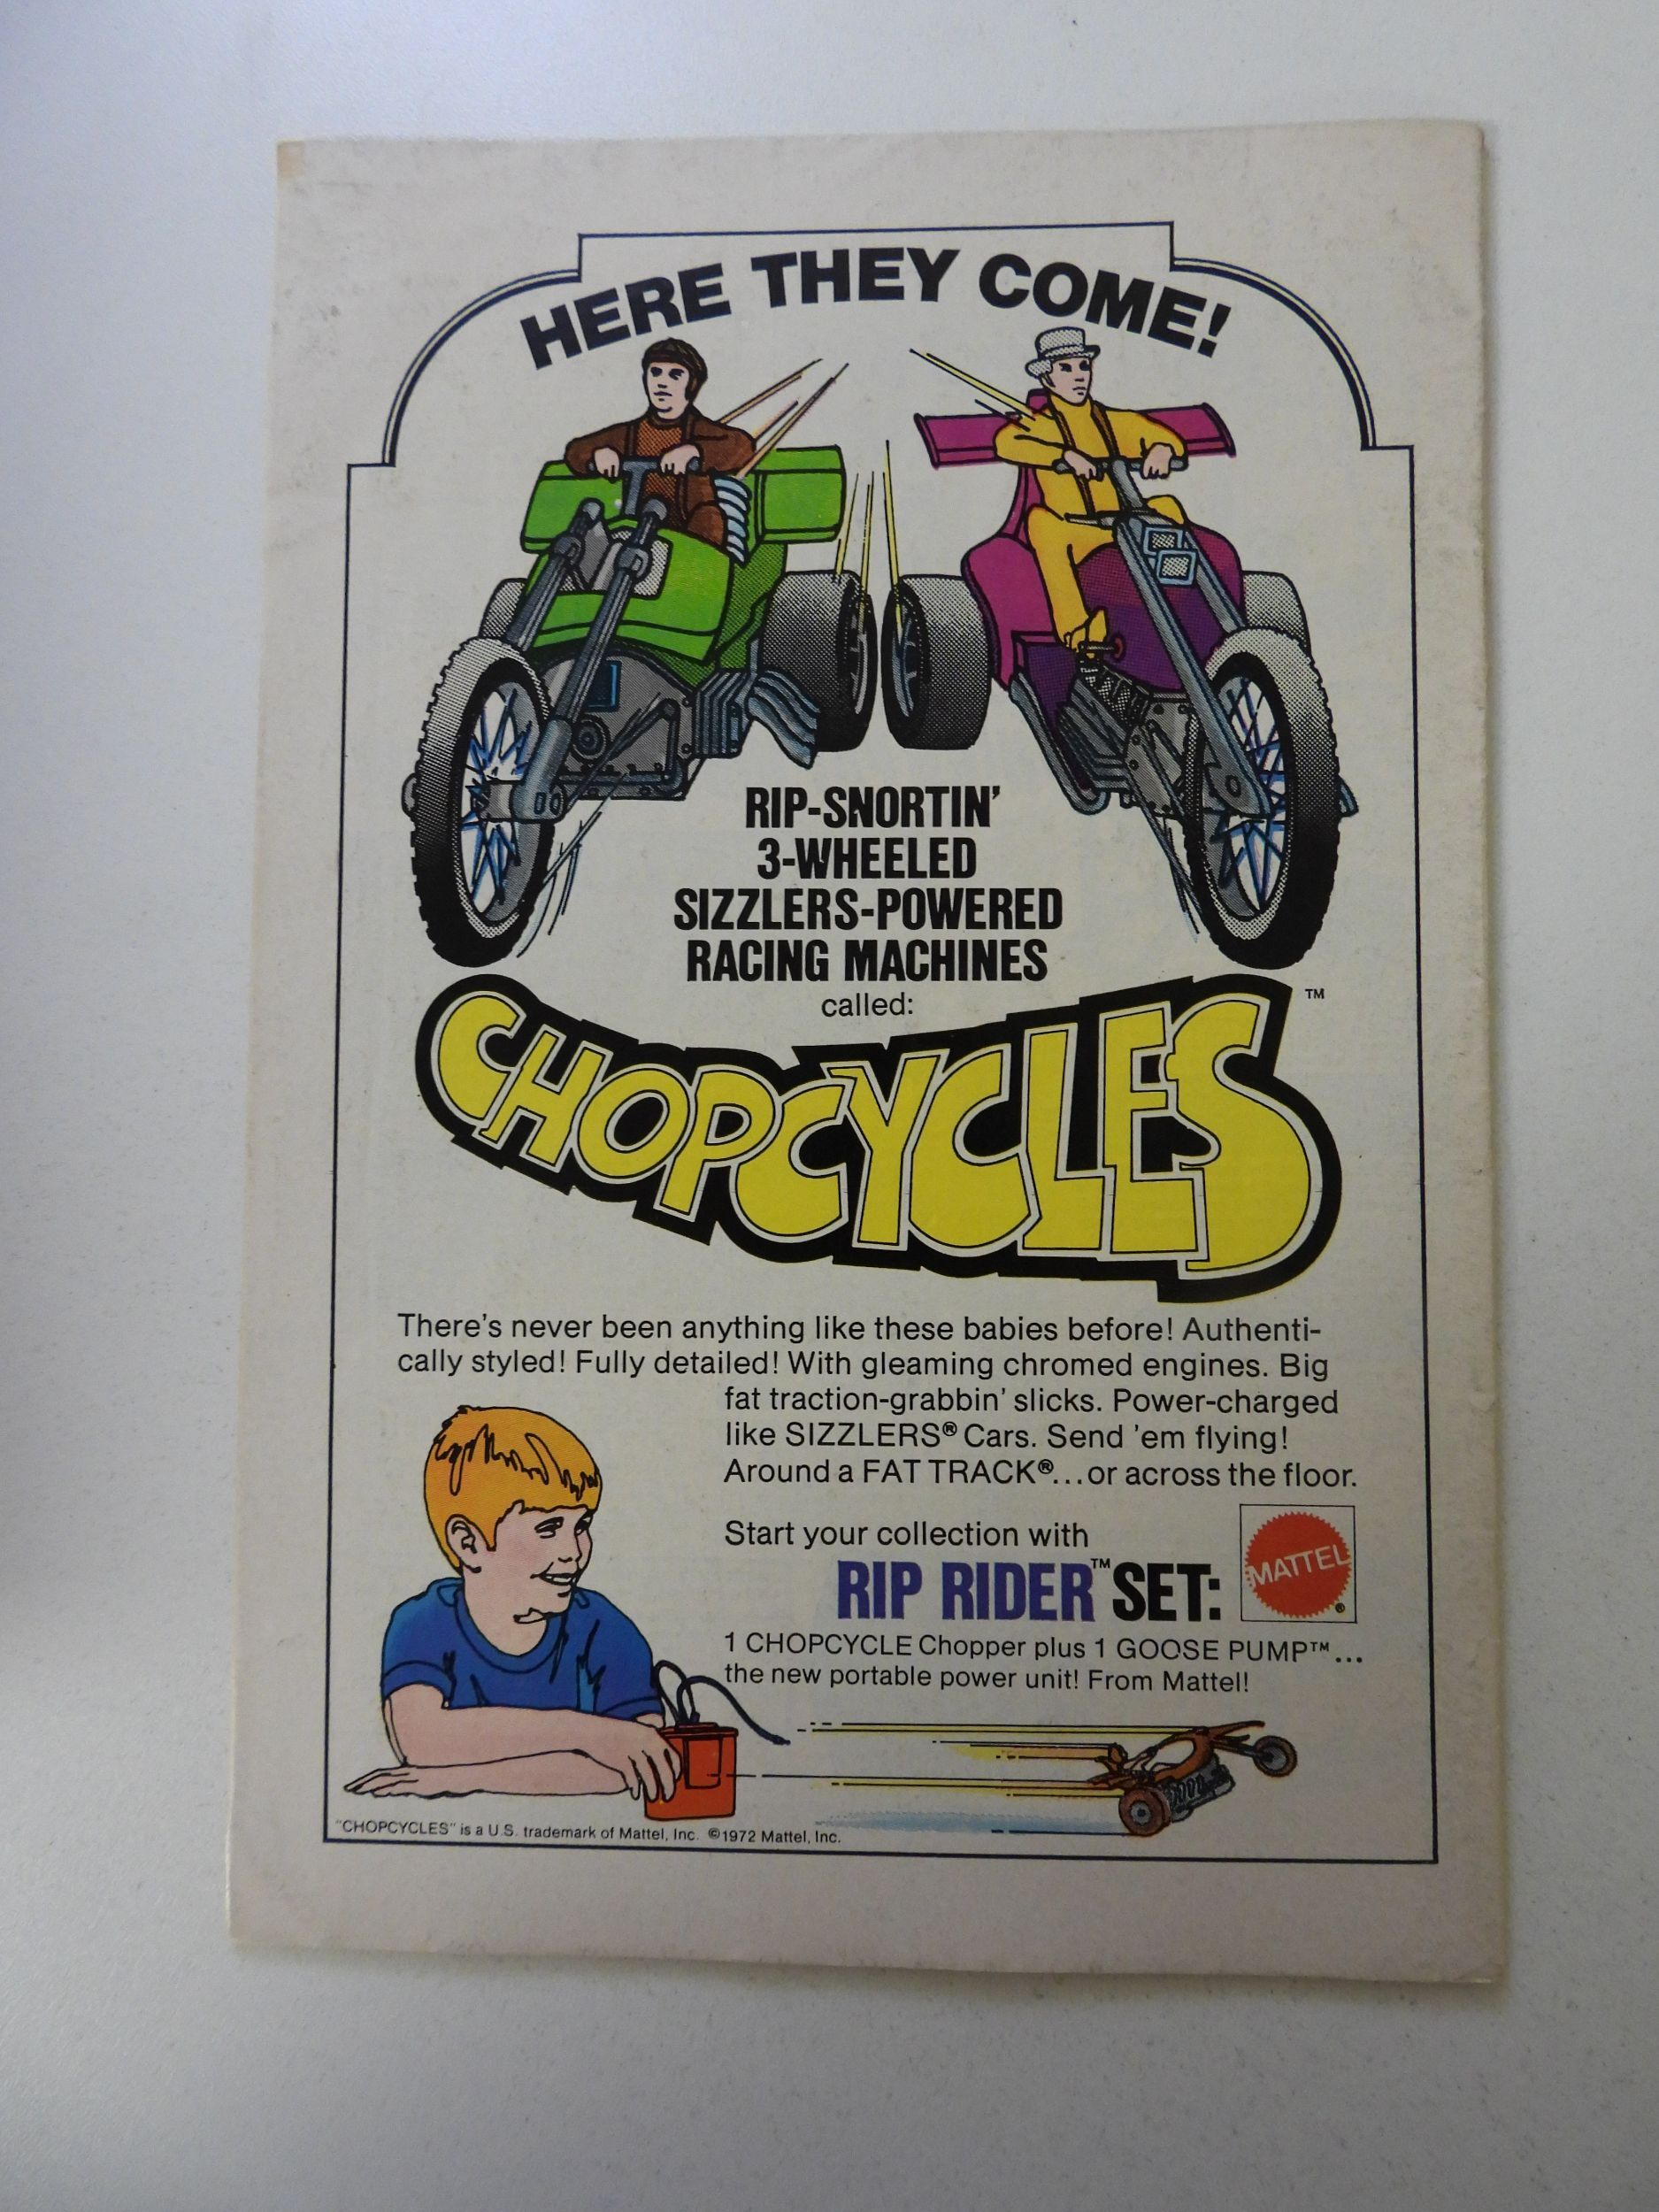 HERE THEY COME!
RIP-SNORTIN'
3-WHEELED
SIZZLERS-POWERED
RACING MACHINES
called:
CHOPCYCLES™
There's never been anything like these babies before! Authenti-
cally styled! Fully detailed! With gleaming chromed engines. Big
fat traction-grabbin' slicks. Power-charged
like SIZZLERS® Cars. Send 'em flying!
Around a FAT TRACK®...or across the floor.
Start your collection with
RIP RIDER™ SET:
MATTEL®
1 CHOPCYCLE Chopper plus 1 GOOSE PUMP™...
the new portable power unit! From Mattel!
"CHOPCYCLES" is a U.S. trademark of Mattel, Inc. ©1972 Mattel, Inc.